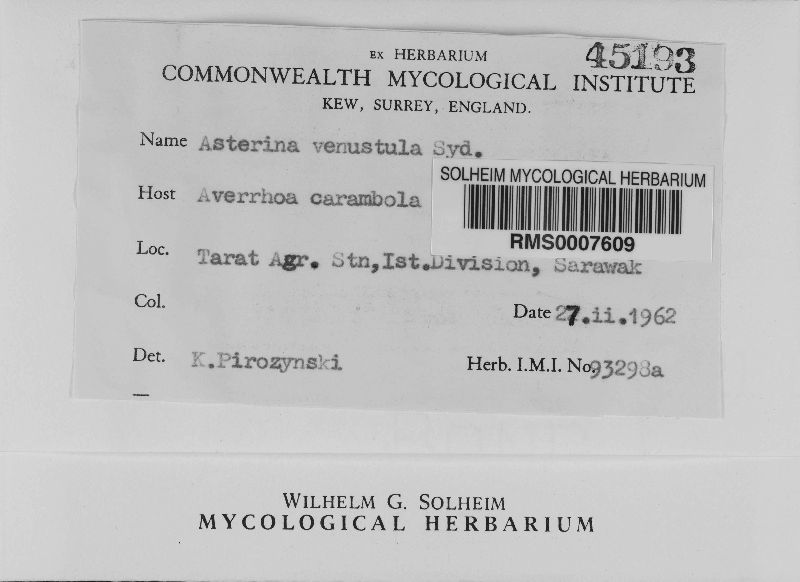 45193
EX HERBARIUM
COMMONWEALTH MYCOLOGICAL INSTITUTE
KEW, SURREY, ENGLAND.
Name Asterina venustula Syd.
SOLHEIM MYCOLOGICAL HERBARIUM
Host Averrhoa carambola
RMS0007609
Loc. Tarat Agr. Stn,Ist.Division, Sarawak
Col.
Date 27.ii.1962
Det. K.Pirozynski
Herb. I.M.I. No. 93298a
WILHELM G. SOLHEIM
MYCOLOGICAL HERBARIUM